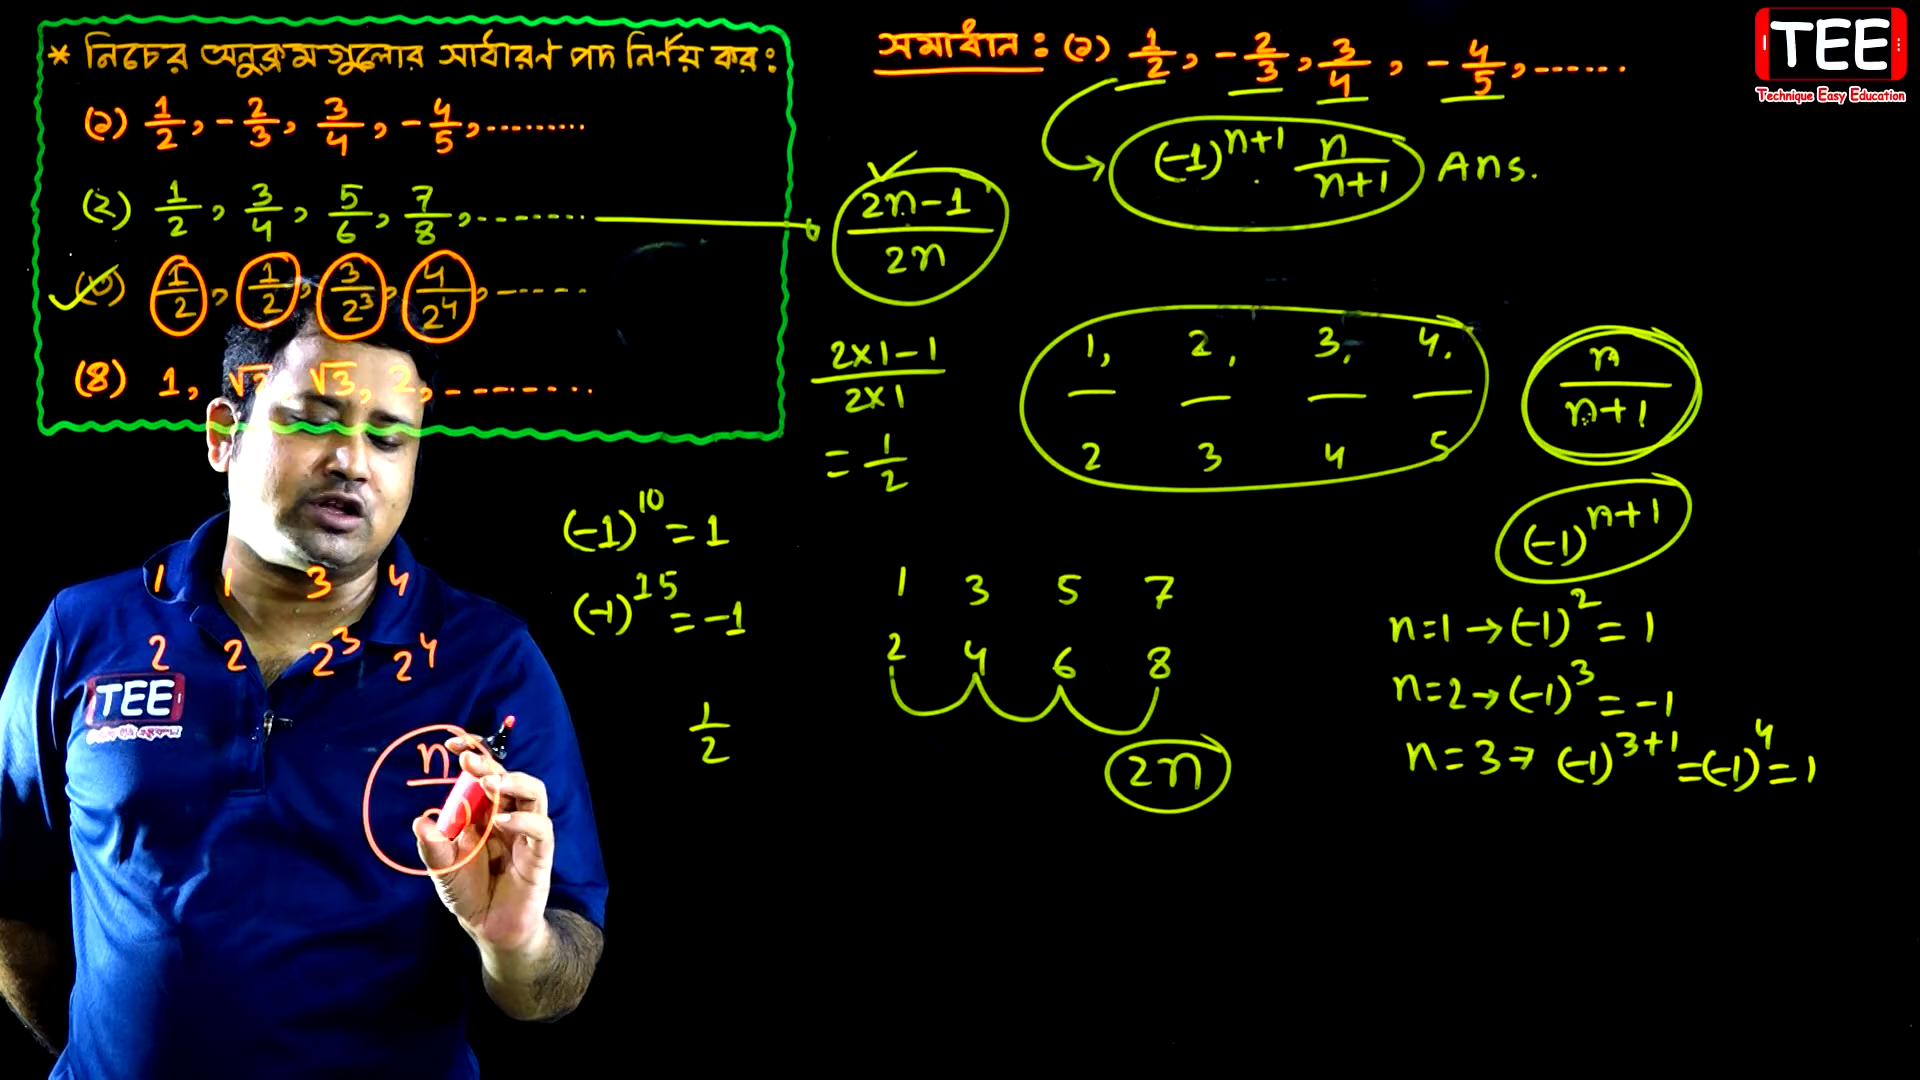 * নিচের অনুক্রমগুলোর সাধারণ পদ নির্ণয় কর:
(১) 1/2, -2/3, 3/4, -4/5, .........
(২) 1/2, 3/4, 5/6, 7/8, .........
(৩) 1/2, 1/2, 3/2³, 4/2⁴, ......
(৪) 1, √2, √3, 2, .........
সমাধান: (১) 1/2, -2/3, 3/4, -4/5, ......
(-1)ⁿ⁺¹ · n/n+1 Ans.
2n-1/2n
2×1-1/2×1
= 1/2
1, 2, 3, 4.
2 3 4 5
n/n+1
(-1)ⁿ⁺¹
(-1)¹⁰ = 1
(-1)¹⁵ = -1
1/2
1 3 5 7
2 4 6 8
2n
n=1→(-1)² = 1
n=2→(-1)³ = -1
n=3→(-1)³⁺¹ =(-1)⁴ = 1
1 1 3 4
2 2 2³ 2⁴
n
TEE
Technique Easy Education
TEE